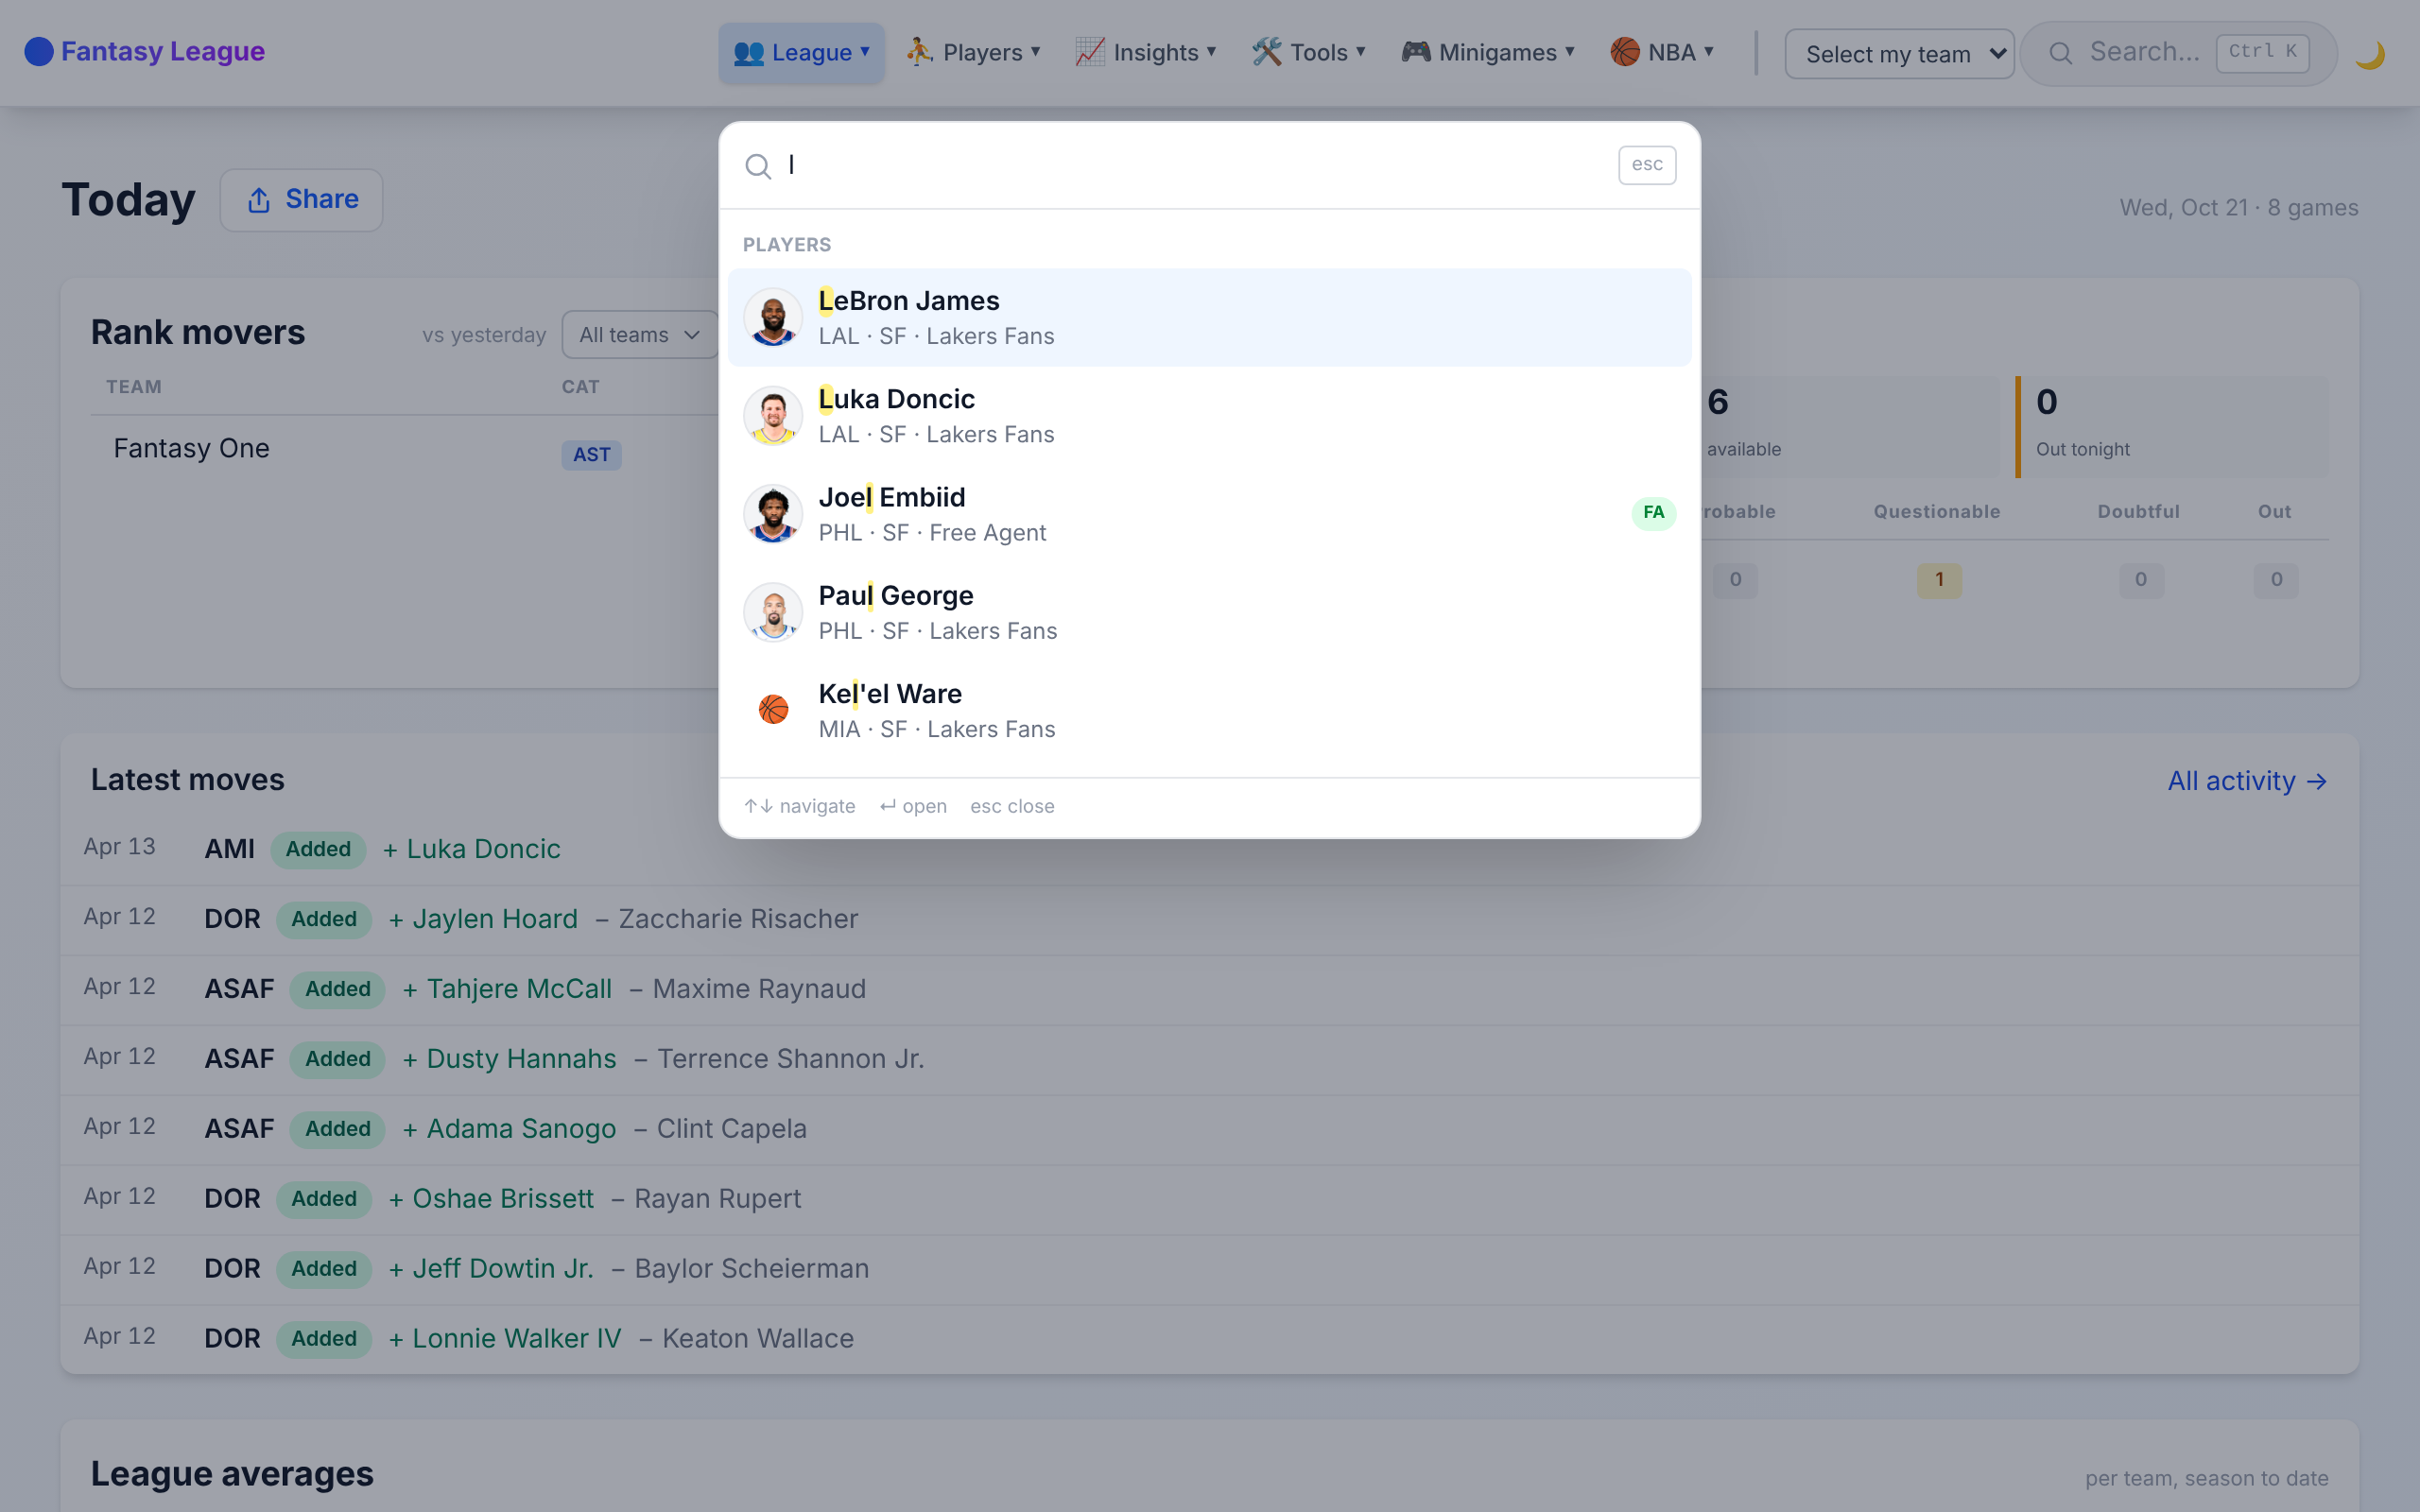 Fantasy League
League ▾
Players ▾
Insights ▾
Tools ▾
Minigames ▾
NBA ▾
Select my team
Search...
Ctrl K
l
esc
PLAYERS
LeBron James
LAL · SF · Lakers Fans
Luka Doncic
LAL · SF · Lakers Fans
Joel Embiid
PHL · SF · Free Agent
FA
Paul George
PHL · SF · Lakers Fans
Kel'el Ware
MIA · SF · Lakers Fans
↑↓ navigate ↵ open esc close
Today
Share
Wed, Oct 21 · 8 games
Rank movers
vs yesterday
All teams
TEAM CAT
Fantasy One AST
6
available
0
Out tonight
robable Questionable Doubtful Out
0 1 0 0
Latest moves
All activity →
Apr 13 AMI Added + Luka Doncic
Apr 12 DOR Added + Jaylen Hoard – Zaccharie Risacher
Apr 12 ASAF Added + Tahjere McCall – Maxime Raynaud
Apr 12 ASAF Added + Dusty Hannahs – Terrence Shannon Jr.
Apr 12 ASAF Added + Adama Sanogo – Clint Capela
Apr 12 DOR Added + Oshae Brissett – Rayan Rupert
Apr 12 DOR Added + Jeff Dowtin Jr. – Baylor Scheierman
Apr 12 DOR Added + Lonnie Walker IV – Keaton Wallace
League averages
per team, season to date